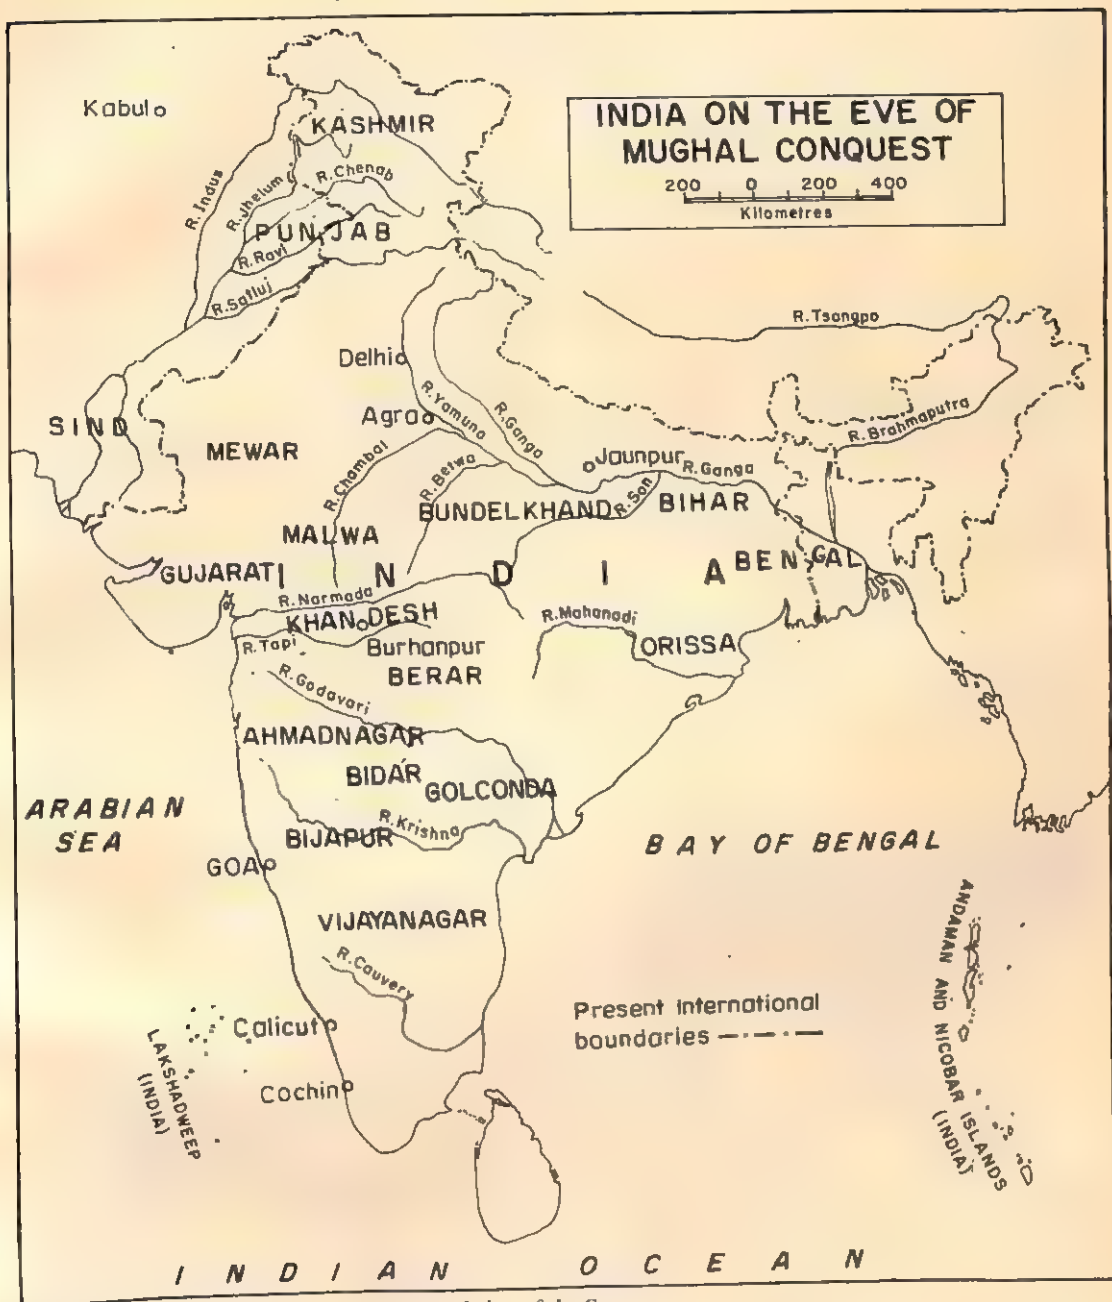 INDIA ON THE EVE OF
MUGHAL CONQUEST
200 0 200 400
Kilometres
Kabul
KASHMIR
R.Indus
R.Jhelum
R.Chenab
PUNJAB
R.Ravi
R.Satluj
R.Tsangpo
Delhi
Agra
R.Yamuna
R.Ganga
R.Brahmaputra
SIND
MEWAR
R.Chambal
R.Betwa
Jaunpur
R.Ganga
BUNDELKHAND
R.Son
BIHAR
MALWA
GUJARAT
INDIA
BENGAL
R.Narmada
KHANDESH
R.Mahanadi
R.Tapi
Burhanpur
ORISSA
BERAR
R.Godavari
AHMADNAGAR
BIDAR
GOLCONDA
ARABIAN
SEA
BIJAPUR
R.Krishna
BAY OF BENGAL
GOA
VIJAYANAGAR
R.Cauvery
ANDAMAN AND NICOBAR ISLANDS
(INDIA)
Present international
boundaries
Calicut
LAKSHADWEEP
(INDIA)
Cochin
INDIAN OCEAN